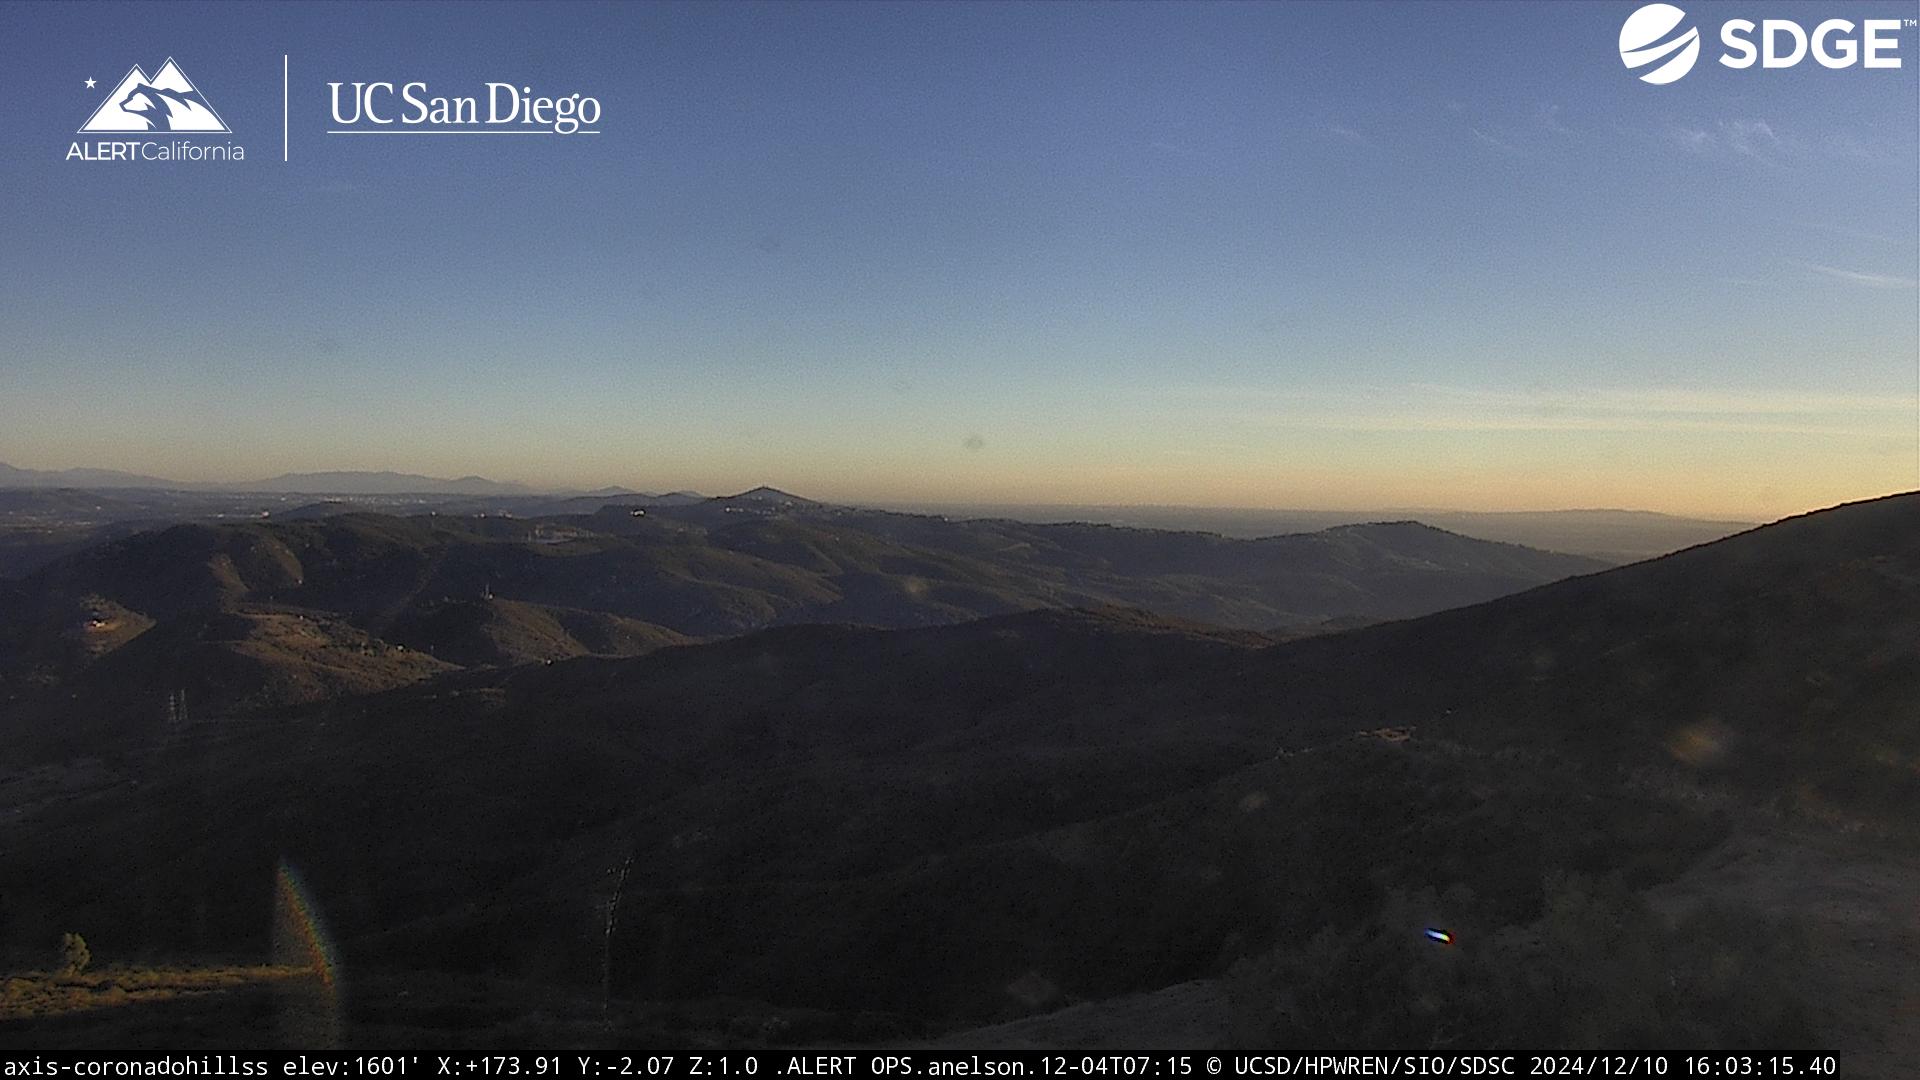 SDGE™
UC San Diego
ALERTCalifornia
axis-coronadohillss elev:1601' X:+173.91 Y:-2.07 Z:1.0 .ALERT OPS.anelson.12-04T07:15 © UCSD/HPWREN/SIO/SDSC 2024/12/10 16:03:15.40